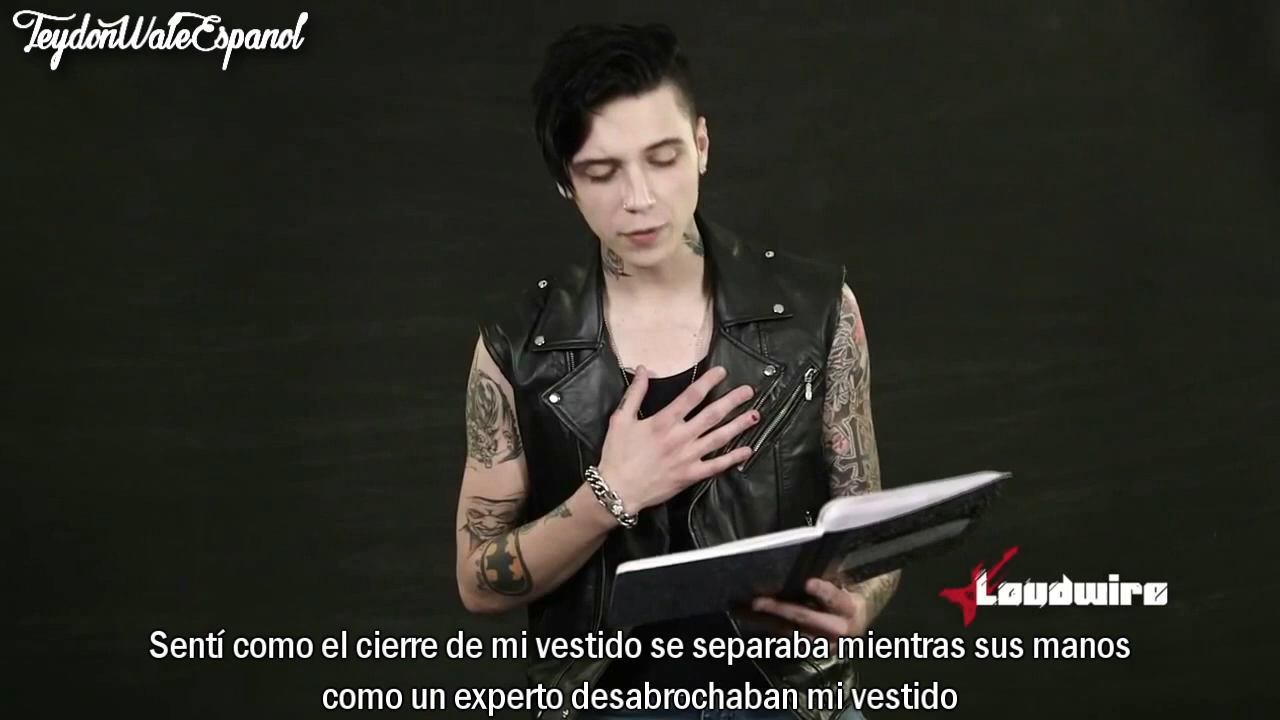 TeydonWaleEspanol
Loudwire
Sentí como el cierre de mi vestido se separaba mientras sus manos
como un experto desabrochaban mi vestido